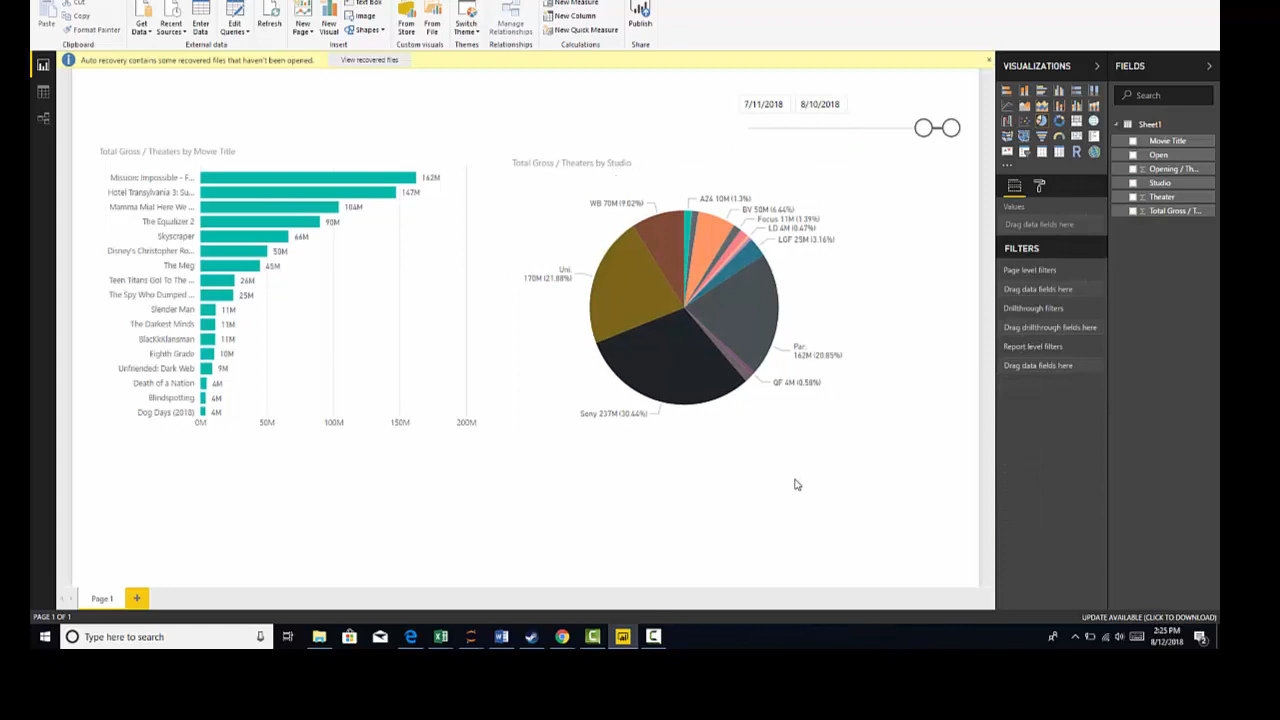 Cut
Paste
Copy
Format Painter
Clipboard
Get Data
Recent Sources
Enter Data
Edit Queries
External data
Refresh
New Page
New Visual
Text Box
Image
Shapes
Insert
From Store
From File
Custom visuals
Switch Theme
Themes
Manage Relationships
Relationships
New Measure
New Column
New Quick Measure
Calculations
Publish
Share
Auto recovery contains some recovered files that haven't been opened.
View recovered files
7/11/2018 8/10/2018
Total Gross / Theaters by Movie Title
Mission: Impossible - F... 162M
Hotel Transylvania 3: Su... 147M
Mamma Mia! Here We ... 104M
The Equalizer 2 90M
Skyscraper 66M
Disney's Christopher Ro... 50M
The Meg 45M
Teen Titans Go! To The ... 26M
The Spy Who Dumped ... 25M
Slender Man 11M
The Darkest Minds 11M
BlacKkKlansman 11M
Eighth Grade 10M
Unfriended: Dark Web 9M
Death of a Nation 4M
Blindspotting 4M
Dog Days (2018) 4M
0M 50M 100M 150M 200M
Total Gross / Theaters by Studio
WB 70M (9.02%)
A24 10M (1.3%)
BV 50M (6.44%)
Focus 11M (1.39%)
LD 4M (0.47%)
LGF 25M (3.16%)
Uni. 170M (21.88%)
Par. 162M (20.85%)
QF 4M (0.58%)
Sony 237M (30.44%)
VISUALIZATIONS
Values
Drag data fields here
FILTERS
Page level filters
Drag data fields here
Drillthrough filters
Drag drillthrough fields here
Report level filters
Drag data fields here
FIELDS
Search
Sheet1
Movie Title
Open
Opening / Th...
Studio
Theater
Total Gross / T...
Page 1
PAGE 1 OF 1
UPDATE AVAILABLE (CLICK TO DOWNLOAD)
Type here to search
2:25 PM
8/12/2018
2